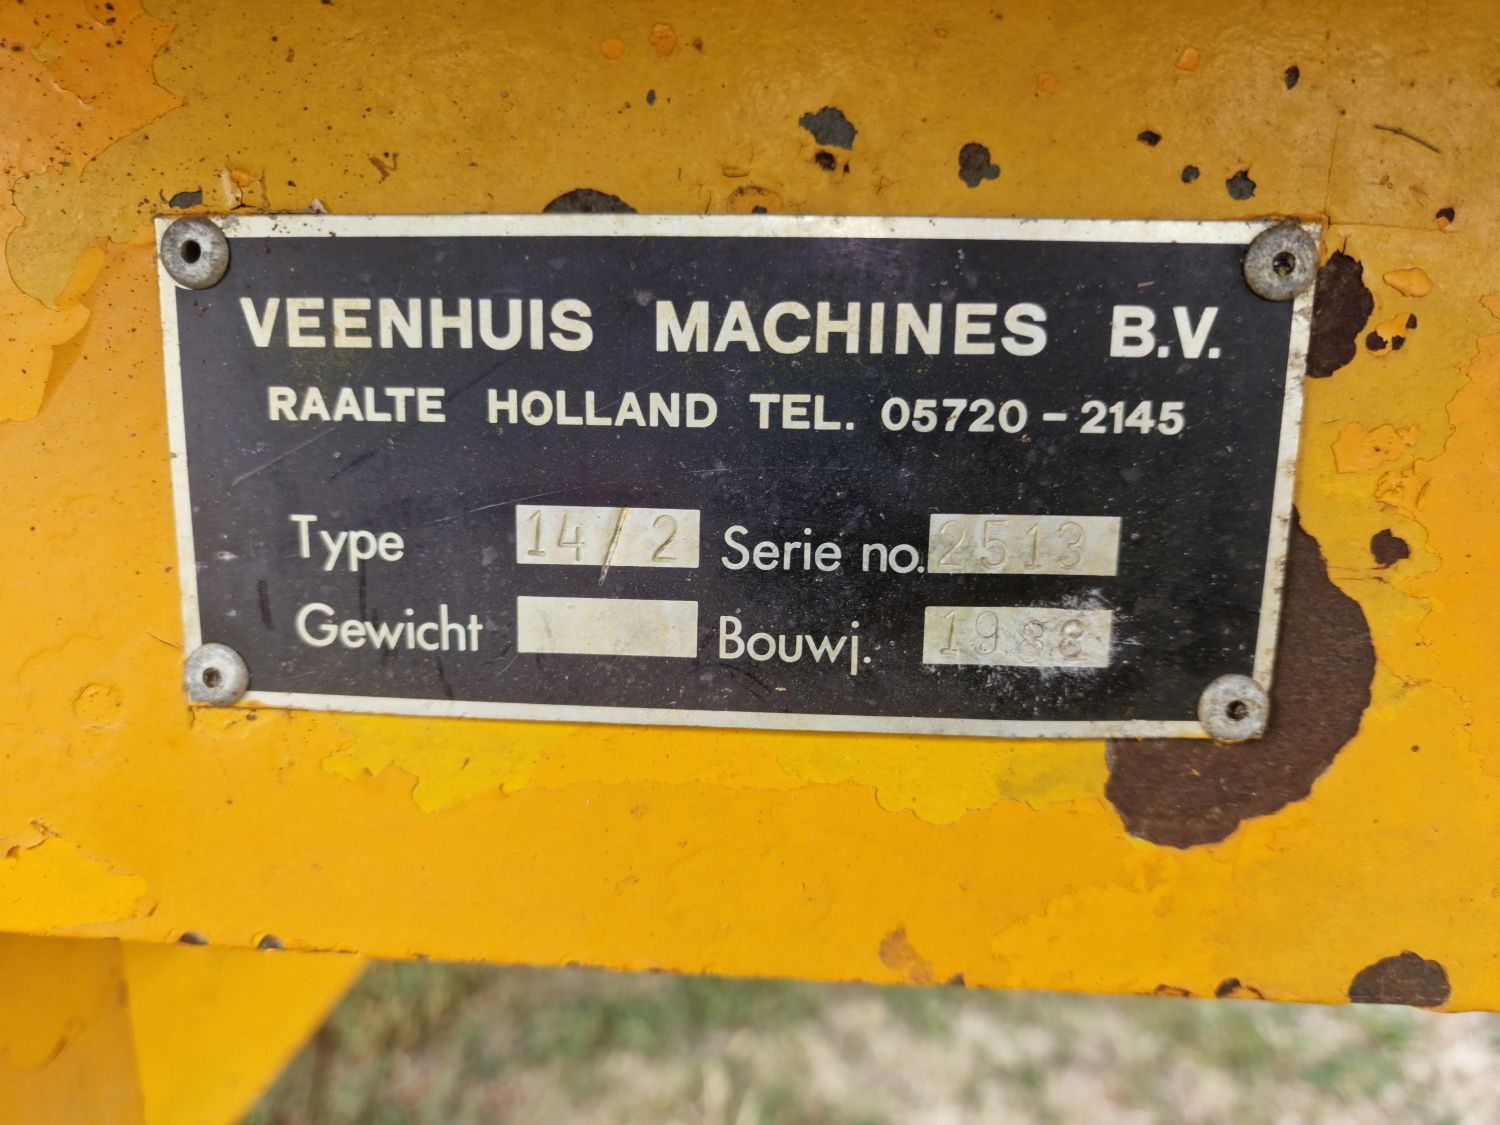 VEENHUIS MACHINES B.V.
RAALTE HOLLAND TEL. 05720 - 2145
Type 14/2 Serie no. 2513
Gewicht Bouwj. 1988